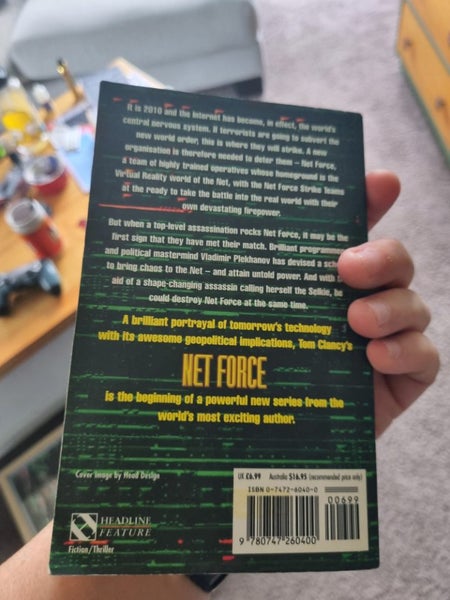 It is 2010 and the Internet has become, in effect, the world's
central nervous system. If terrorists are going to subvert the
new world order, this is where they will strike. A new
organisation is therefore needed to deter them – Net Force,
a team of highly trained operatives whose homeground is the
Virtual Reality world of the Net, with the Net Force Strike Teams
at the ready to take the battle into the real world with their
own devastating firepower.
But when a top-level assassination rocks Net Force, it may be the
first sign that they have met their match. Brilliant
and political mastermind Vladimir Plekhanov has devised a
to bring chaos to the Net – and attain untold power. And with
aid of a shape-changing assassin calling herself the Selkie, he
could destroy Net Force at the same time.
A brilliant portrayal of tomorrow's technology
with its awesome geopolitical implications, Tom Clancy's
NET FORCE
is the beginning of a powerful new series from the
world's most exciting author.
Cover image by Head Design
HEADLINE
FEATURE
Fiction/Thriller
UK £6.99 Australia $16.95 (recommended price only)
ISBN 0-7472-6040-0
00699
9 780747 260400